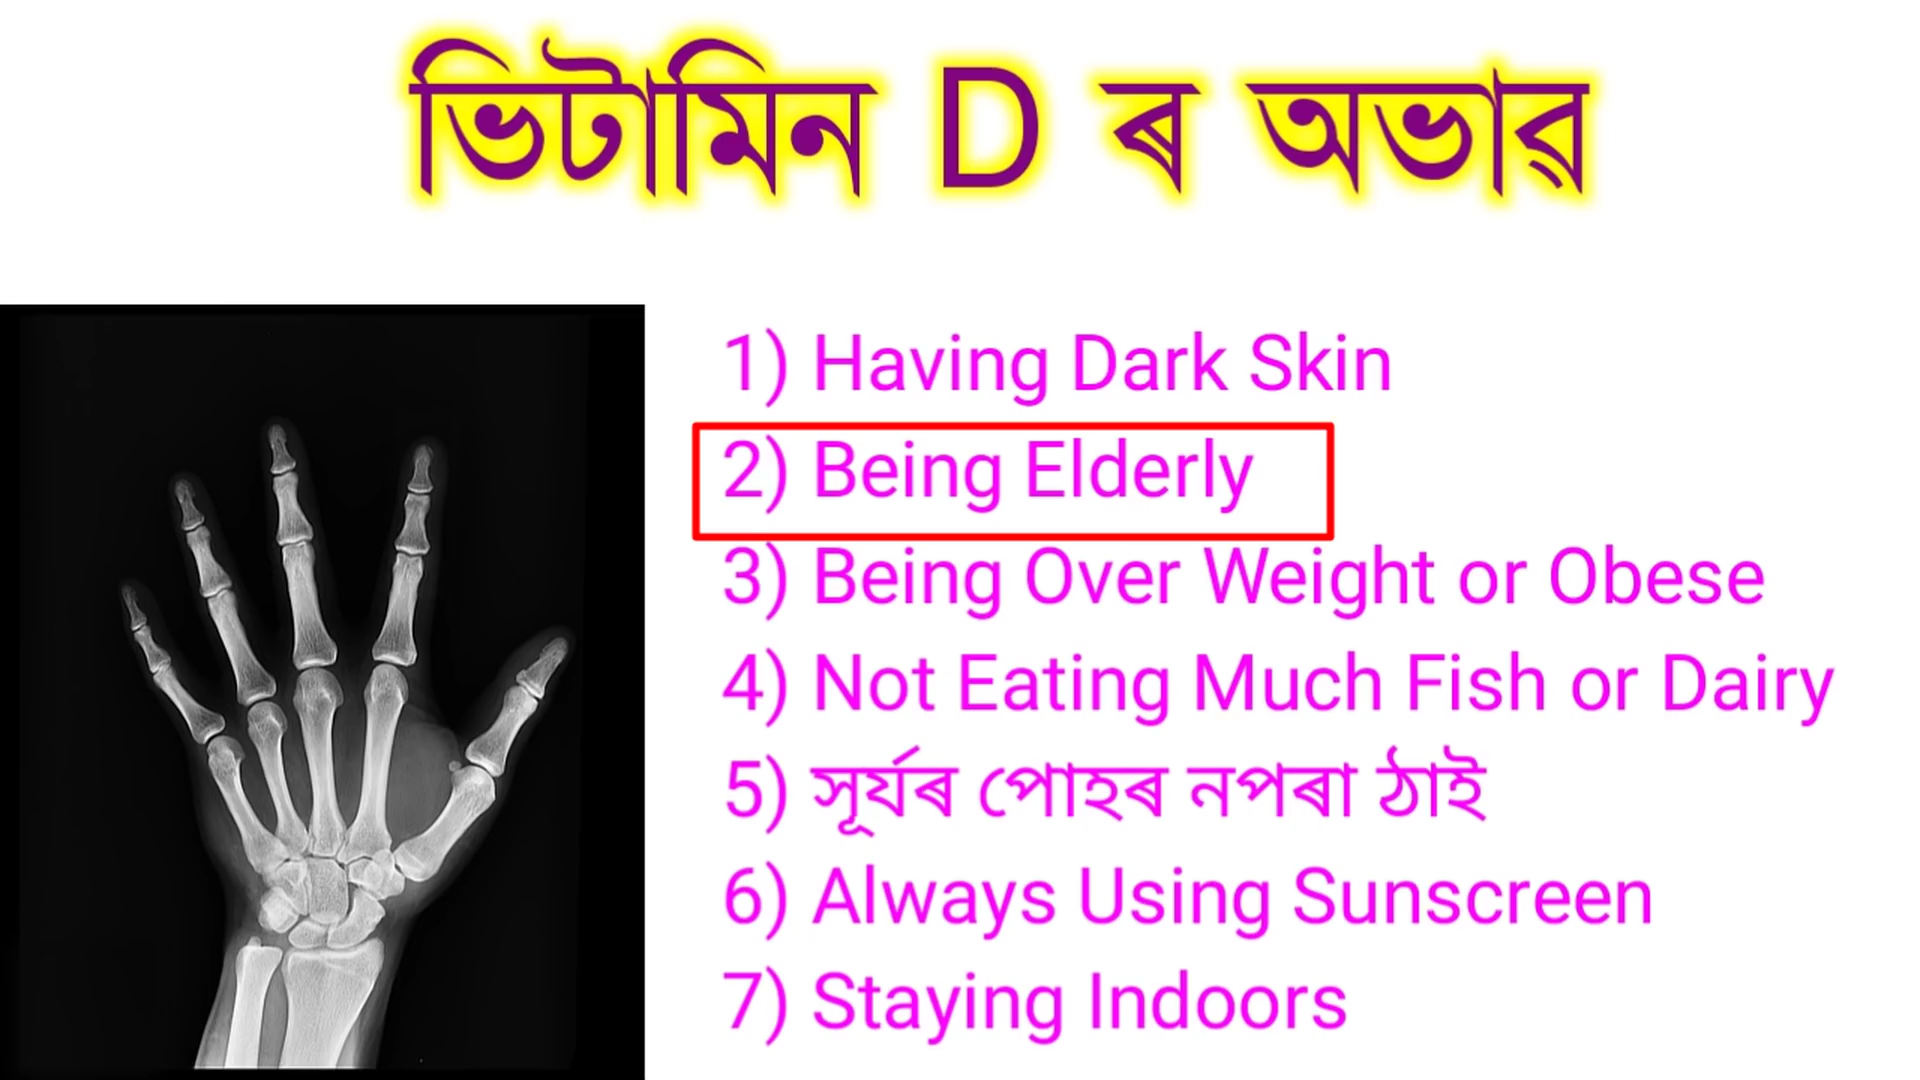 ভিটামিন D ৰ অভাৱ
1) Having Dark Skin
2) Being Elderly
3) Being Over Weight or Obese
4) Not Eating Much Fish or Dairy
5) সূৰ্যৰ পোহৰ নপৰা ঠাই
6) Always Using Sunscreen
7) Staying Indoors